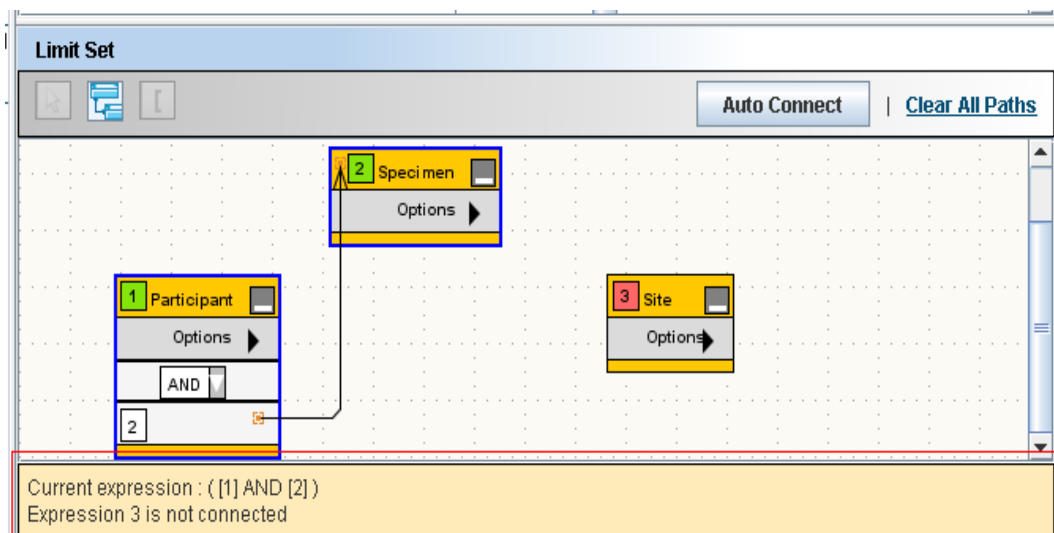 Limit Set
Auto Connect | Clear All Paths
2 Specimen
Options
1 Participant
Options
AND
2
3 Site
Options
Current expression : ( [1] AND [2] )
Expression 3 is not connected